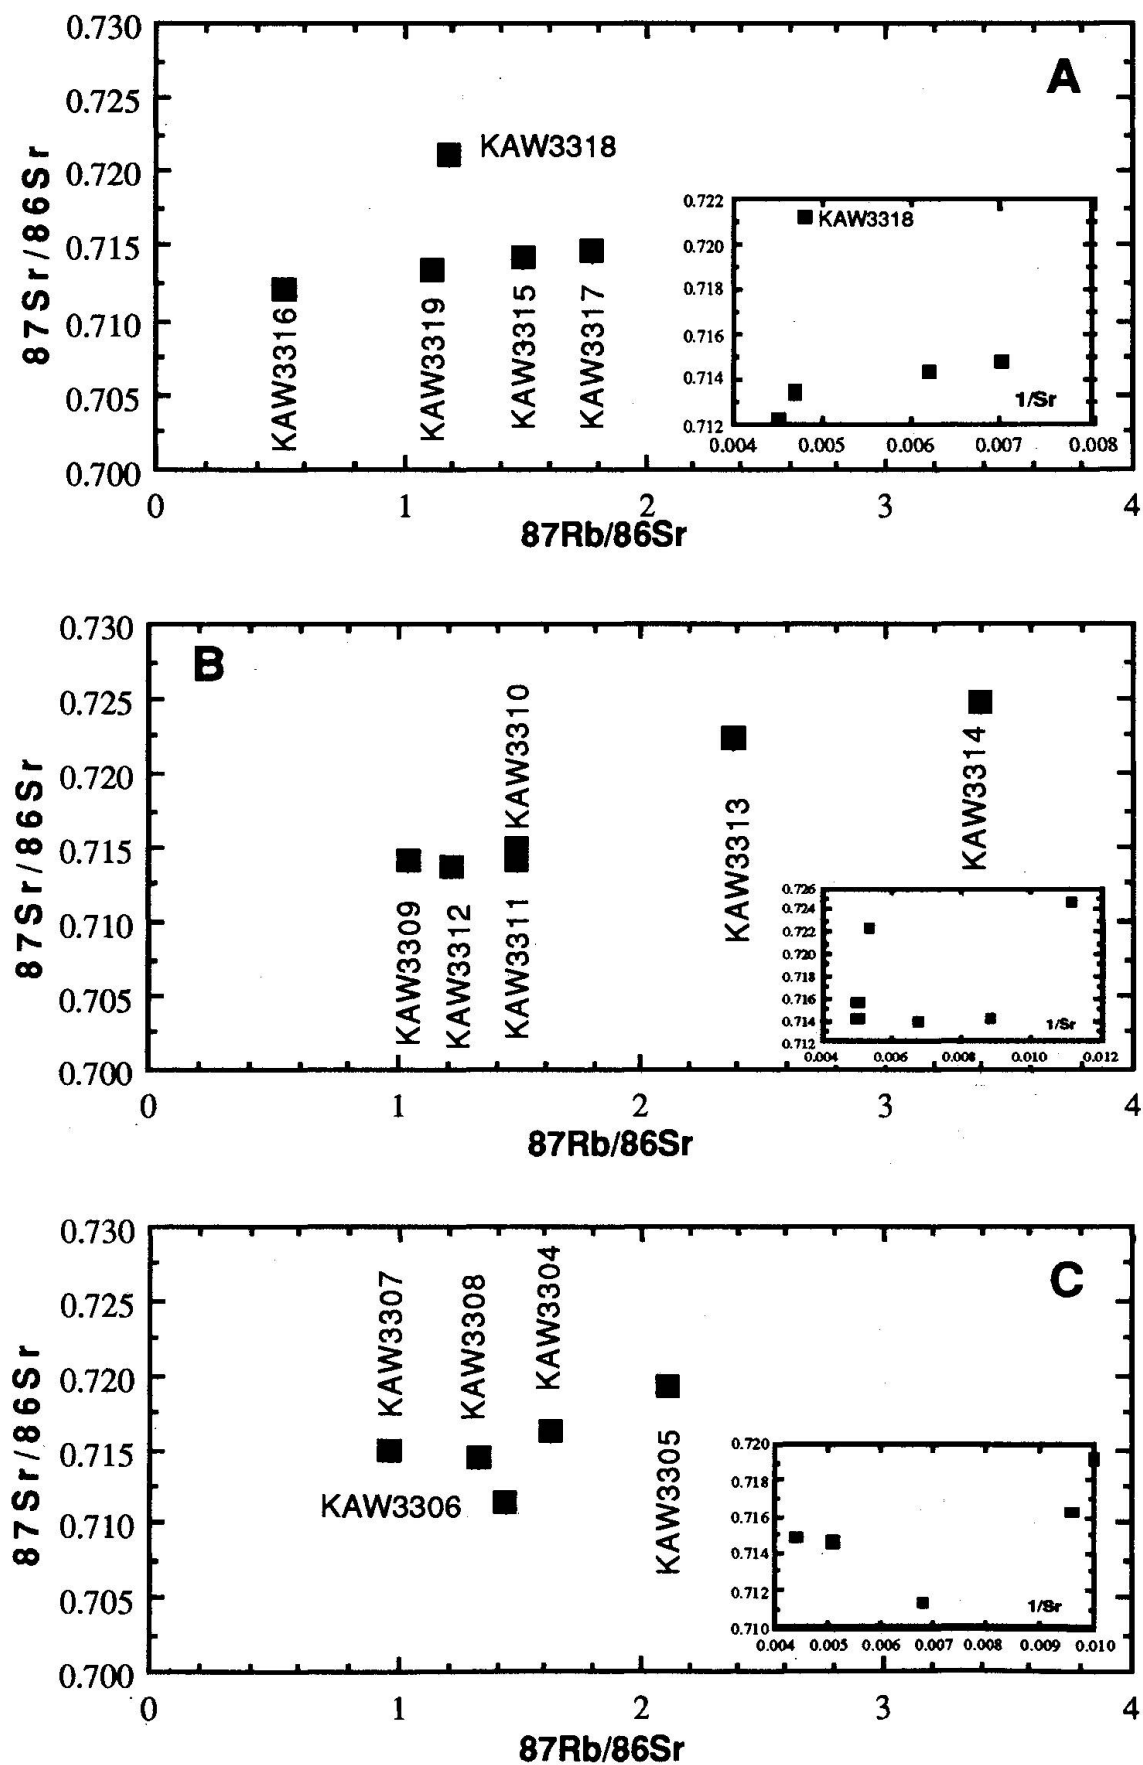 A
87Sr/86Sr
0.730
0.725
0.720
0.715
0.710
0.705
0.700
KAW3318
KAW3316
KAW3319
KAW3315
KAW3317
0.722
0.720
0.718
0.716
0.714
0.712
KAW3318
1/Sr
0.004 0.005 0.006 0.007 0.008
0 1 2 3 4
87Rb/86Sr
B
87Sr/86Sr
0.730
0.725
0.720
0.715
0.710
0.705
0.700
KAW3309
KAW3312
KAW3310
KAW3311
KAW3313
KAW3314
0.726
0.724
0.722
0.720
0.718
0.716
0.714
0.712
1/Sr
0.004 0.006 0.008 0.010 0.012
0 1 2 3 4
87Rb/86Sr
C
87Sr/86Sr
0.730
0.725
0.720
0.715
0.710
0.705
0.700
KAW3307
KAW3308
KAW3304
KAW3306
KAW3305
0.720
0.718
0.716
0.714
0.712
0.710
1/Sr
0.004 0.005 0.006 0.007 0.008 0.009 0.010
0 1 2 3 4
87Rb/86Sr